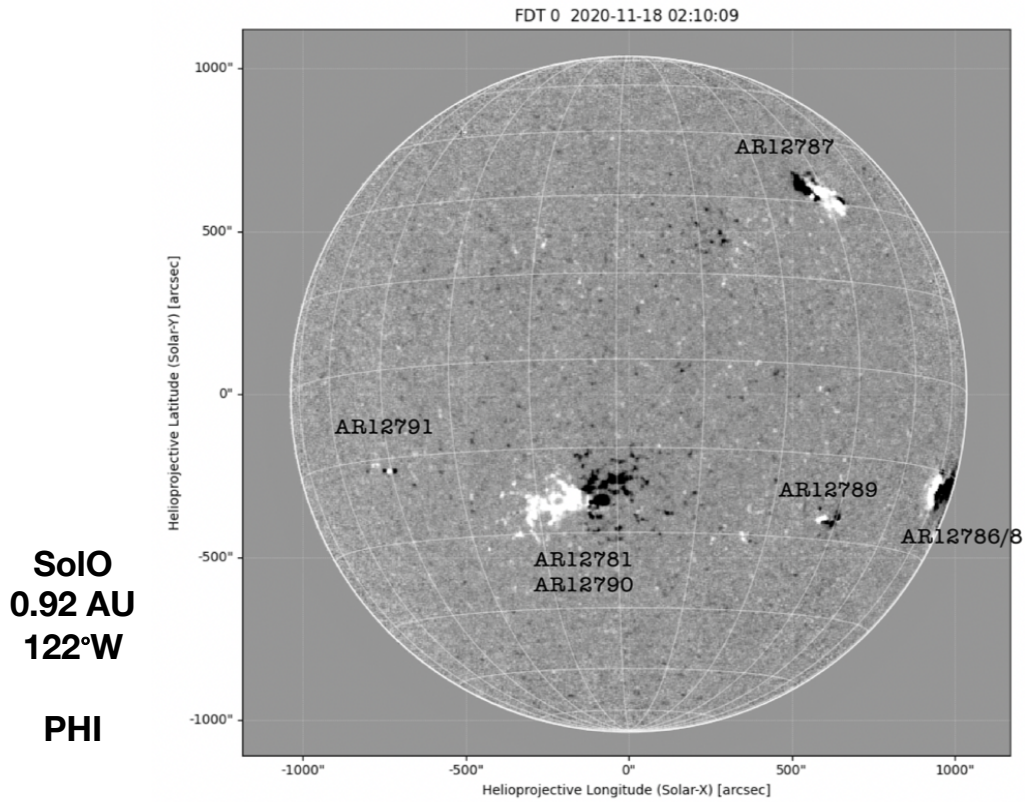 FDT 0 2020-11-18 02:10:09
1000"
500"
0"
-500"
-1000"
Helioprojective Latitude (Solar-Y) [arcsec]
AR12787
AR12791
AR12789
AR12786/8
AR12781
AR12790
SolO
0.92 AU
122°W
PHI
-1000"
-500"
0"
500"
1000"
Helioprojective Longitude (Solar-X) [arcsec]